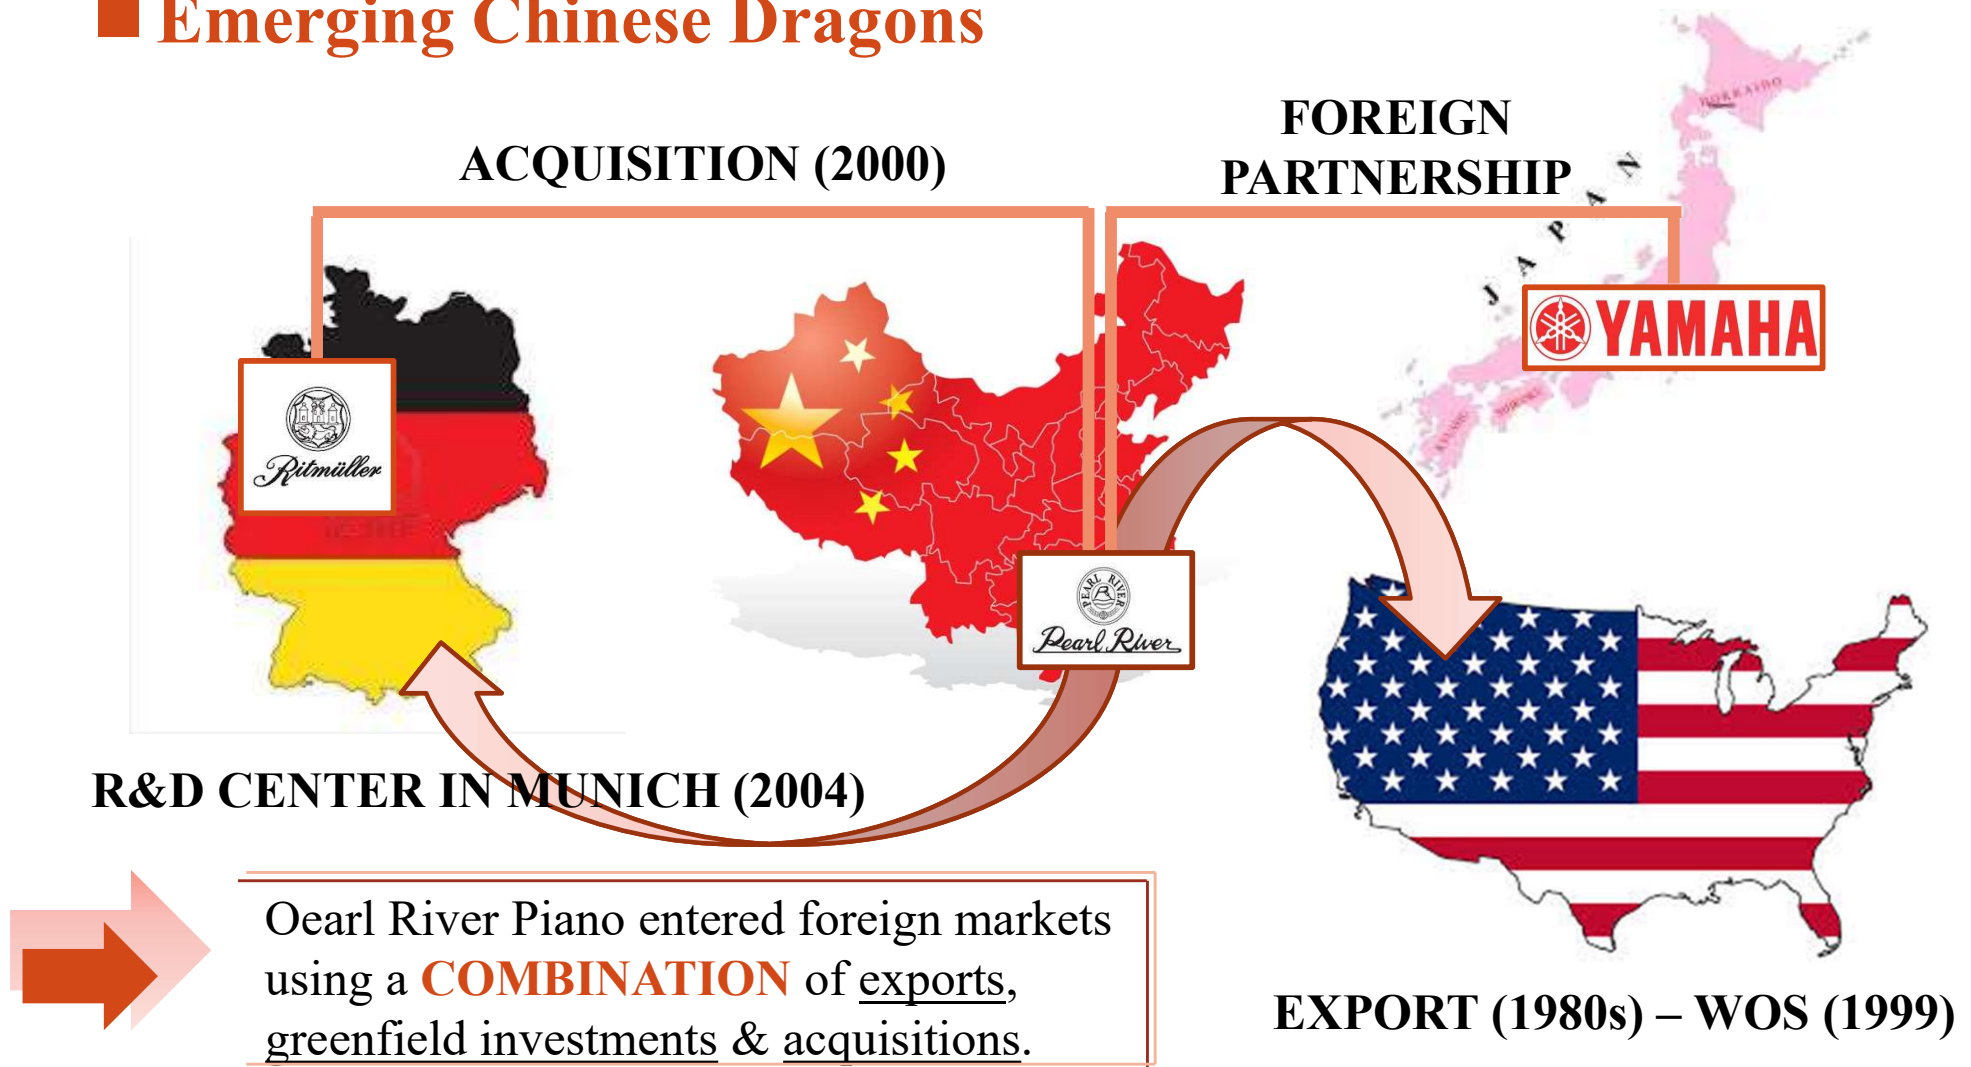 Emerging Chinese Dragons
ACQUISITION (2000)
FOREIGN
PARTNERSHIP
HOKKAIDO
JAPAN
YAMAHA
Ritmüller
PEARL RIVER
Pearl River
R&D CENTER IN MUNICH (2004)
Oearl River Piano entered foreign markets
using a COMBINATION of exports,
greenfield investments & acquisitions.
EXPORT (1980s) – WOS (1999)